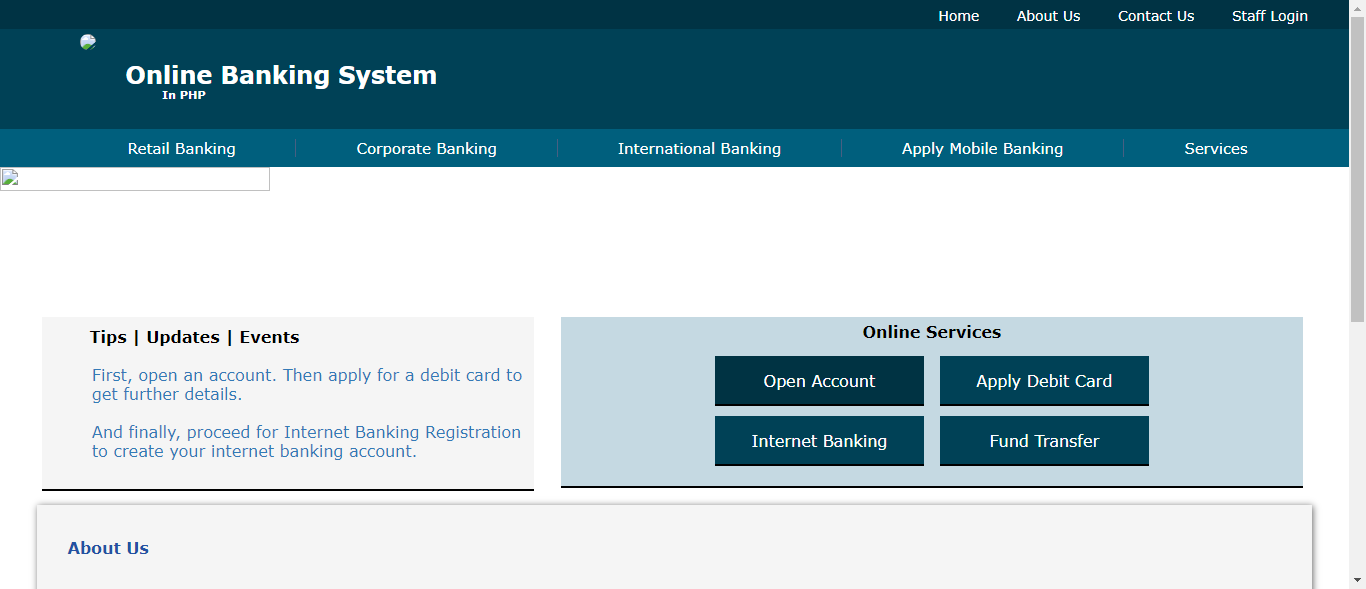 Home About Us Contact Us Staff Login
Online Banking System
In PHP
Retail Banking Corporate Banking International Banking Apply Mobile Banking Services
Tips | Updates | Events
First, open an account. Then apply for a debit card to
get further details.
And finally, proceed for Internet Banking Registration
to create your internet banking account.
Online Services
Open Account Apply Debit Card
Internet Banking Fund Transfer
About Us